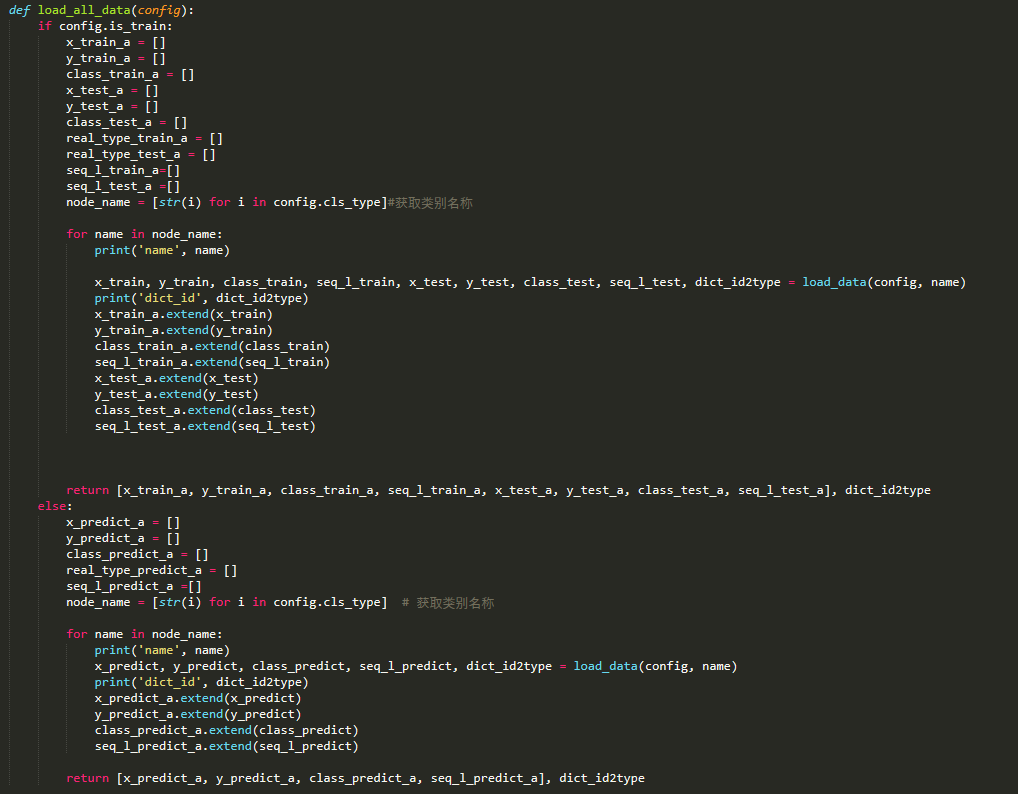 def load_all_data(config):
    if config.is_train:
        x_train_a = []
        y_train_a = []
        class_train_a = []
        x_test_a = []
        y_test_a = []
        class_test_a = []
        real_type_train_a = []
        real_type_test_a = []
        seq_l_train_a=[]
        seq_l_test_a =[]
        node_name = [str(i) for i in config.cls_type]#获取类别名称
        for name in node_name:
            print('name', name)
            x_train, y_train, class_train, seq_l_train, x_test, y_test, class_test, seq_l_test, dict_id2type = load_data(config, name)
            print('dict_id', dict_id2type)
            x_train_a.extend(x_train)
            y_train_a.extend(y_train)
            class_train_a.extend(class_train)
            seq_l_train_a.extend(seq_l_train)
            x_test_a.extend(x_test)
            y_test_a.extend(y_test)
            class_test_a.extend(class_test)
            seq_l_test_a.extend(seq_l_test)
        return [x_train_a, y_train_a, class_train_a, seq_l_train_a, x_test_a, y_test_a, class_test_a, seq_l_test_a], dict_id2type
    else:
        x_predict_a = []
        y_predict_a = []
        class_predict_a = []
        real_type_predict_a = []
        seq_l_predict_a =[]
        node_name = [str(i) for i in config.cls_type]  # 获取类别名称
        for name in node_name:
            print('name', name)
            x_predict, y_predict, class_predict, seq_l_predict, dict_id2type = load_data(config, name)
            print('dict_id', dict_id2type)
            x_predict_a.extend(x_predict)
            y_predict_a.extend(y_predict)
            class_predict_a.extend(class_predict)
            seq_l_predict_a.extend(seq_l_predict)
        return [x_predict_a, y_predict_a, class_predict_a, seq_l_predict_a], dict_id2type